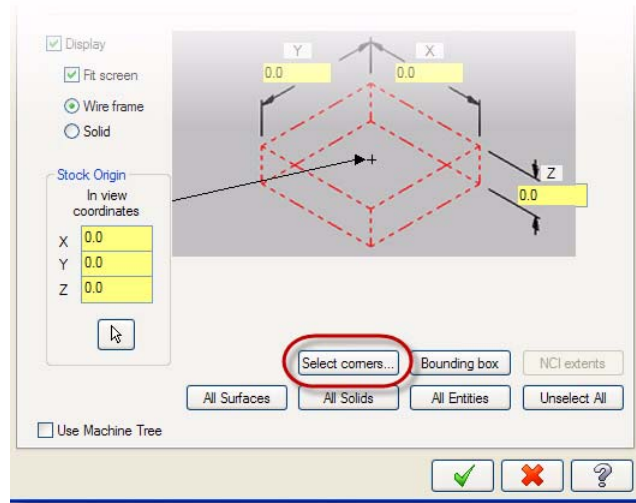 Display
Fit screen
Wire frame
Solid
Stock Origin
In view
coordinates
X 0.0
Y 0.0
Z 0.0
Y
0.0
X
0.0
Z
0.0
Select corners...
Bounding box
NCI extents
All Surfaces
All Solids
All Entities
Unselect All
Use Machine Tree